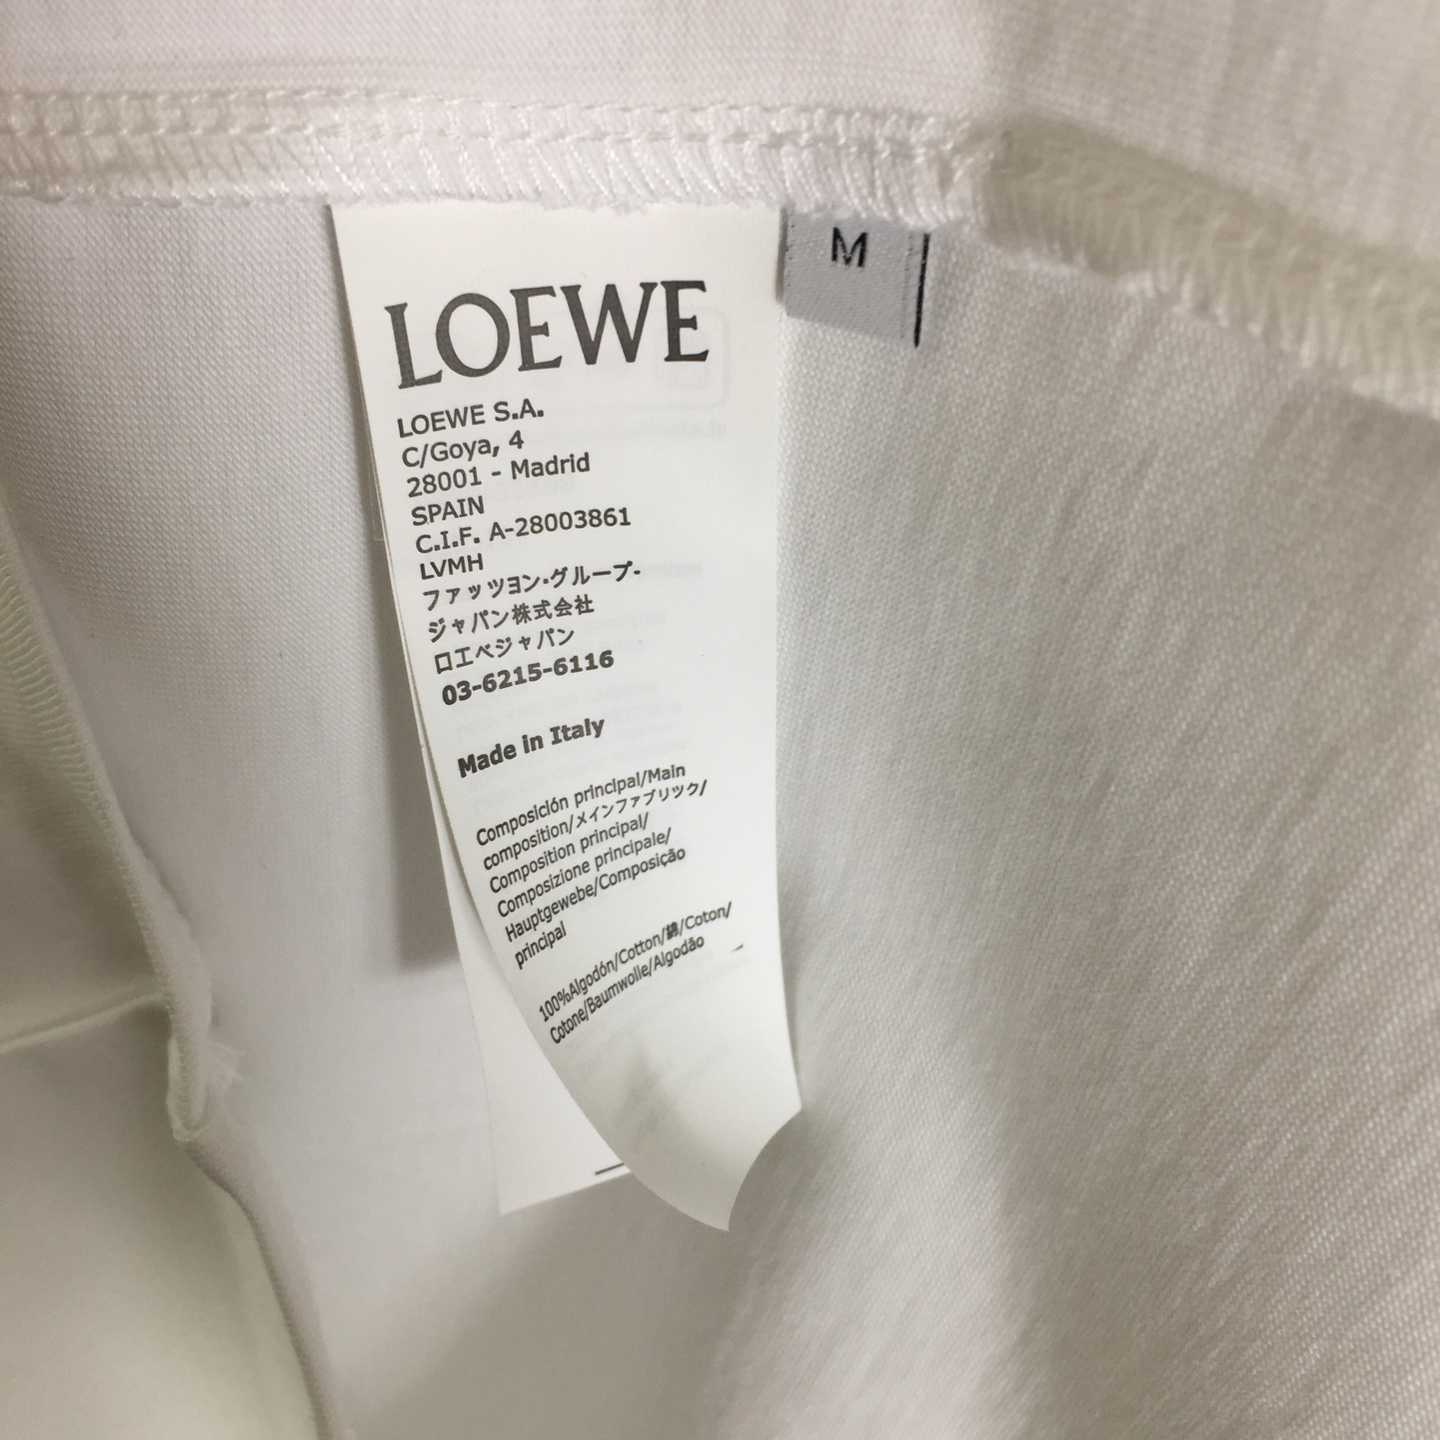 LOEWE
M
LOEWE S.A.
C/Goya, 4
28001 - Madrid
SPAIN
C.I.F. A-28003861
LVMH
ファッツヨン・グループ-
ジャパン株式会社
ロエベジャパン
03-6215-6116
Made in Italy
Composición principal/Main
composition/メインファブリック/
Composition principal/
Composizione principale/
Hauptgewebe/Composição
principal
100%Algodón/Cotton/綿/Coton/
Cotone/Baumwolle/Algodão